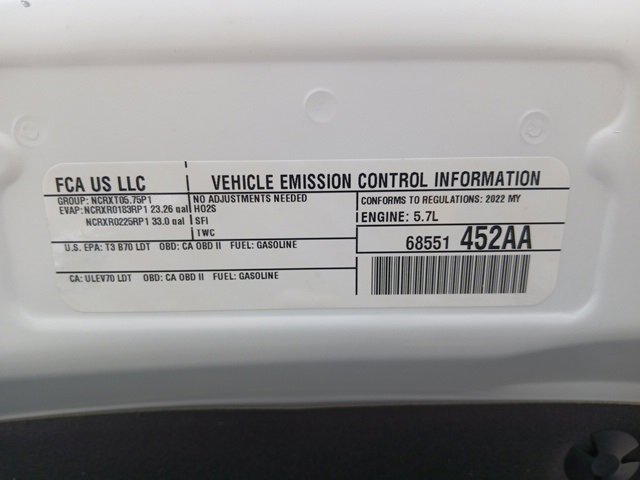 FCA US LLC
VEHICLE EMISSION CONTROL INFORMATION
GROUP: NCRXT05.75P1
EVAP: NCRXR0183RP1 23.26 gal
NCRXR0225RP1 33.0 gal
NO ADJUSTMENTS NEEDED
HO2S
SFI
TWC
CONFORMS TO REGULATIONS: 2022 MY
ENGINE: 5.7L
U.S. EPA: T3 B70 LDT OBD: CA OBD II FUEL: GASOLINE
68551 452AA
CA: ULEV70 LDT OBD: CA OBD II FUEL: GASOLINE